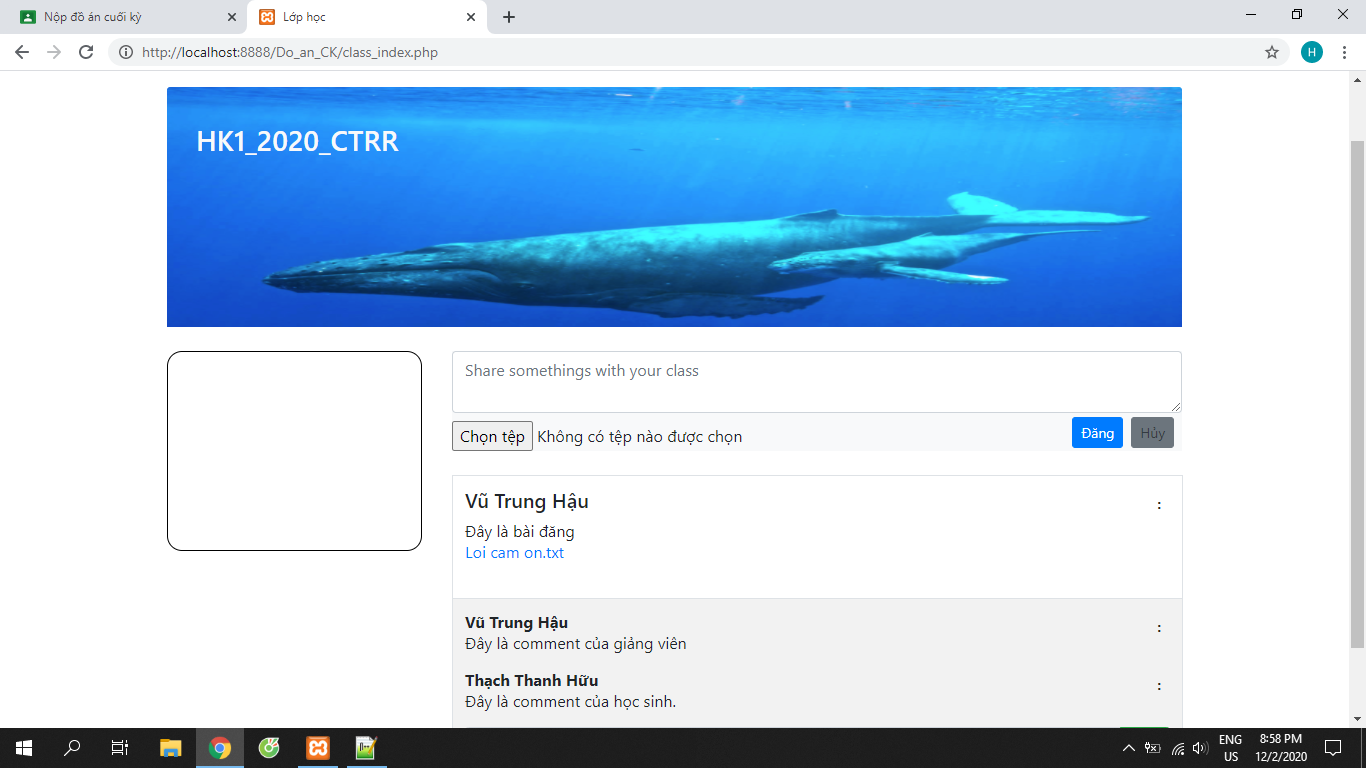 Nộp đồ án cuối kỳ
Lớp học
http://localhost:8888/Do_an_CK/class_index.php
H
HK1_2020_CTRR
Share somethings with your class
Chọn tệp Không có tệp nào được chọn
Đăng
Hủy
Vũ Trung Hậu
:
Đây là bài đăng
Loi cam on.txt
Vũ Trung Hậu
:
Đây là comment của giảng viên
Thạch Thanh Hữu
:
Đây là comment của học sinh.
ENG
US
8:58 PM
12/2/2020